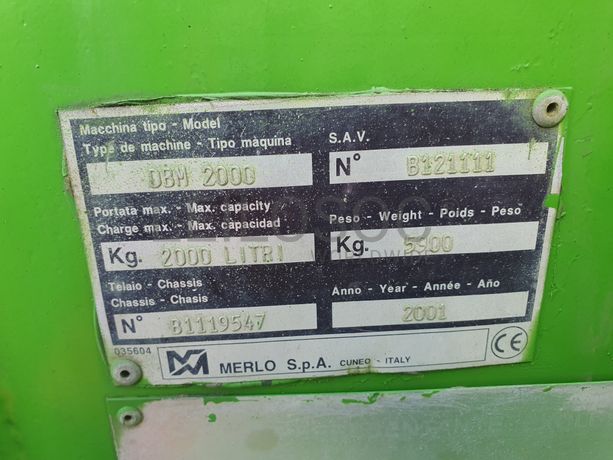 Macchina tipo - Model
Type de machine - Tipo maquina
DBM 2000
S.A.V.
N° B121111
Portata max. - Max. capacity
Charge max. - Max. capacidad
Kg. 2000 LITRI
Peso - Weight - Poids - Peso
Kg. 5900
Telaio - Chassis
Chassis - Chasis
N° B1119547
Anno - Year - Année - Año
2001
035604
MERLO S.p.A. CUNEO - ITALY
CE